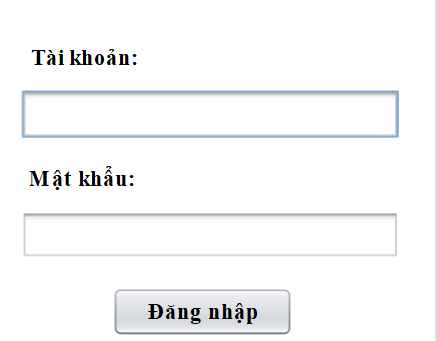 Tài khoản:
Mật khẩu:
Đăng nhập